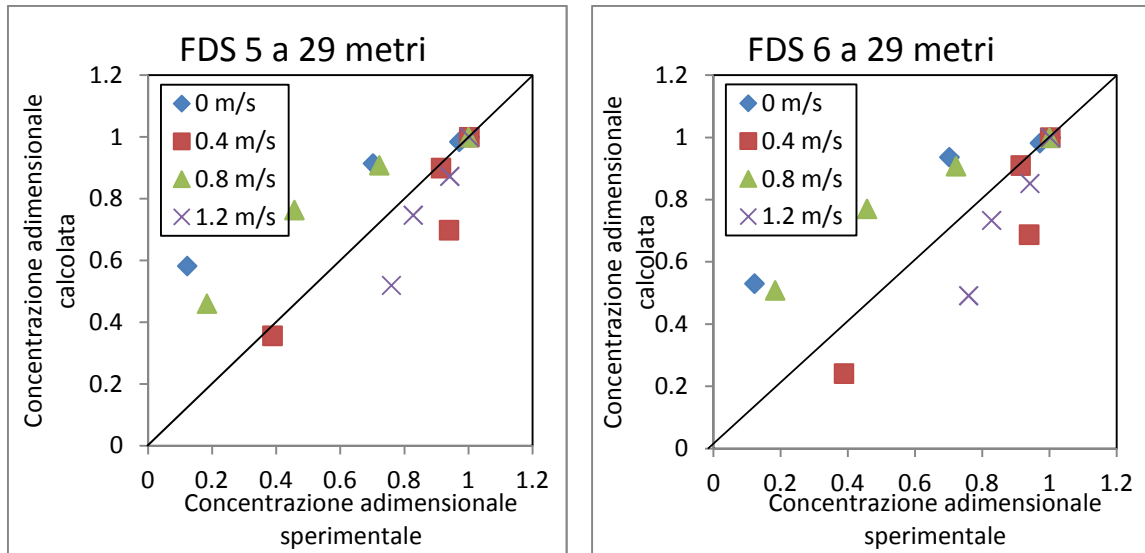 FDS 5 a 29 metri
1.2
1
0.8
0.6
0.4
0.2
0
0 m/s
0.4 m/s
0.8 m/s
1.2 m/s
Concentrazione adimensionale
calcolata
0 0.2 0.4 0.6 0.8 1 1.2
Concentrazione adimensionale
sperimentale
FDS 6 a 29 metri
1.2
1
0.8
0.6
0.4
0.2
0
0 m/s
0.4 m/s
0.8 m/s
1.2 m/s
Concentrazione adimensionale
calcolata
0 0.2 0.4 0.6 0.8 1 1.2
Concentrazione adimensionale
sperimentale